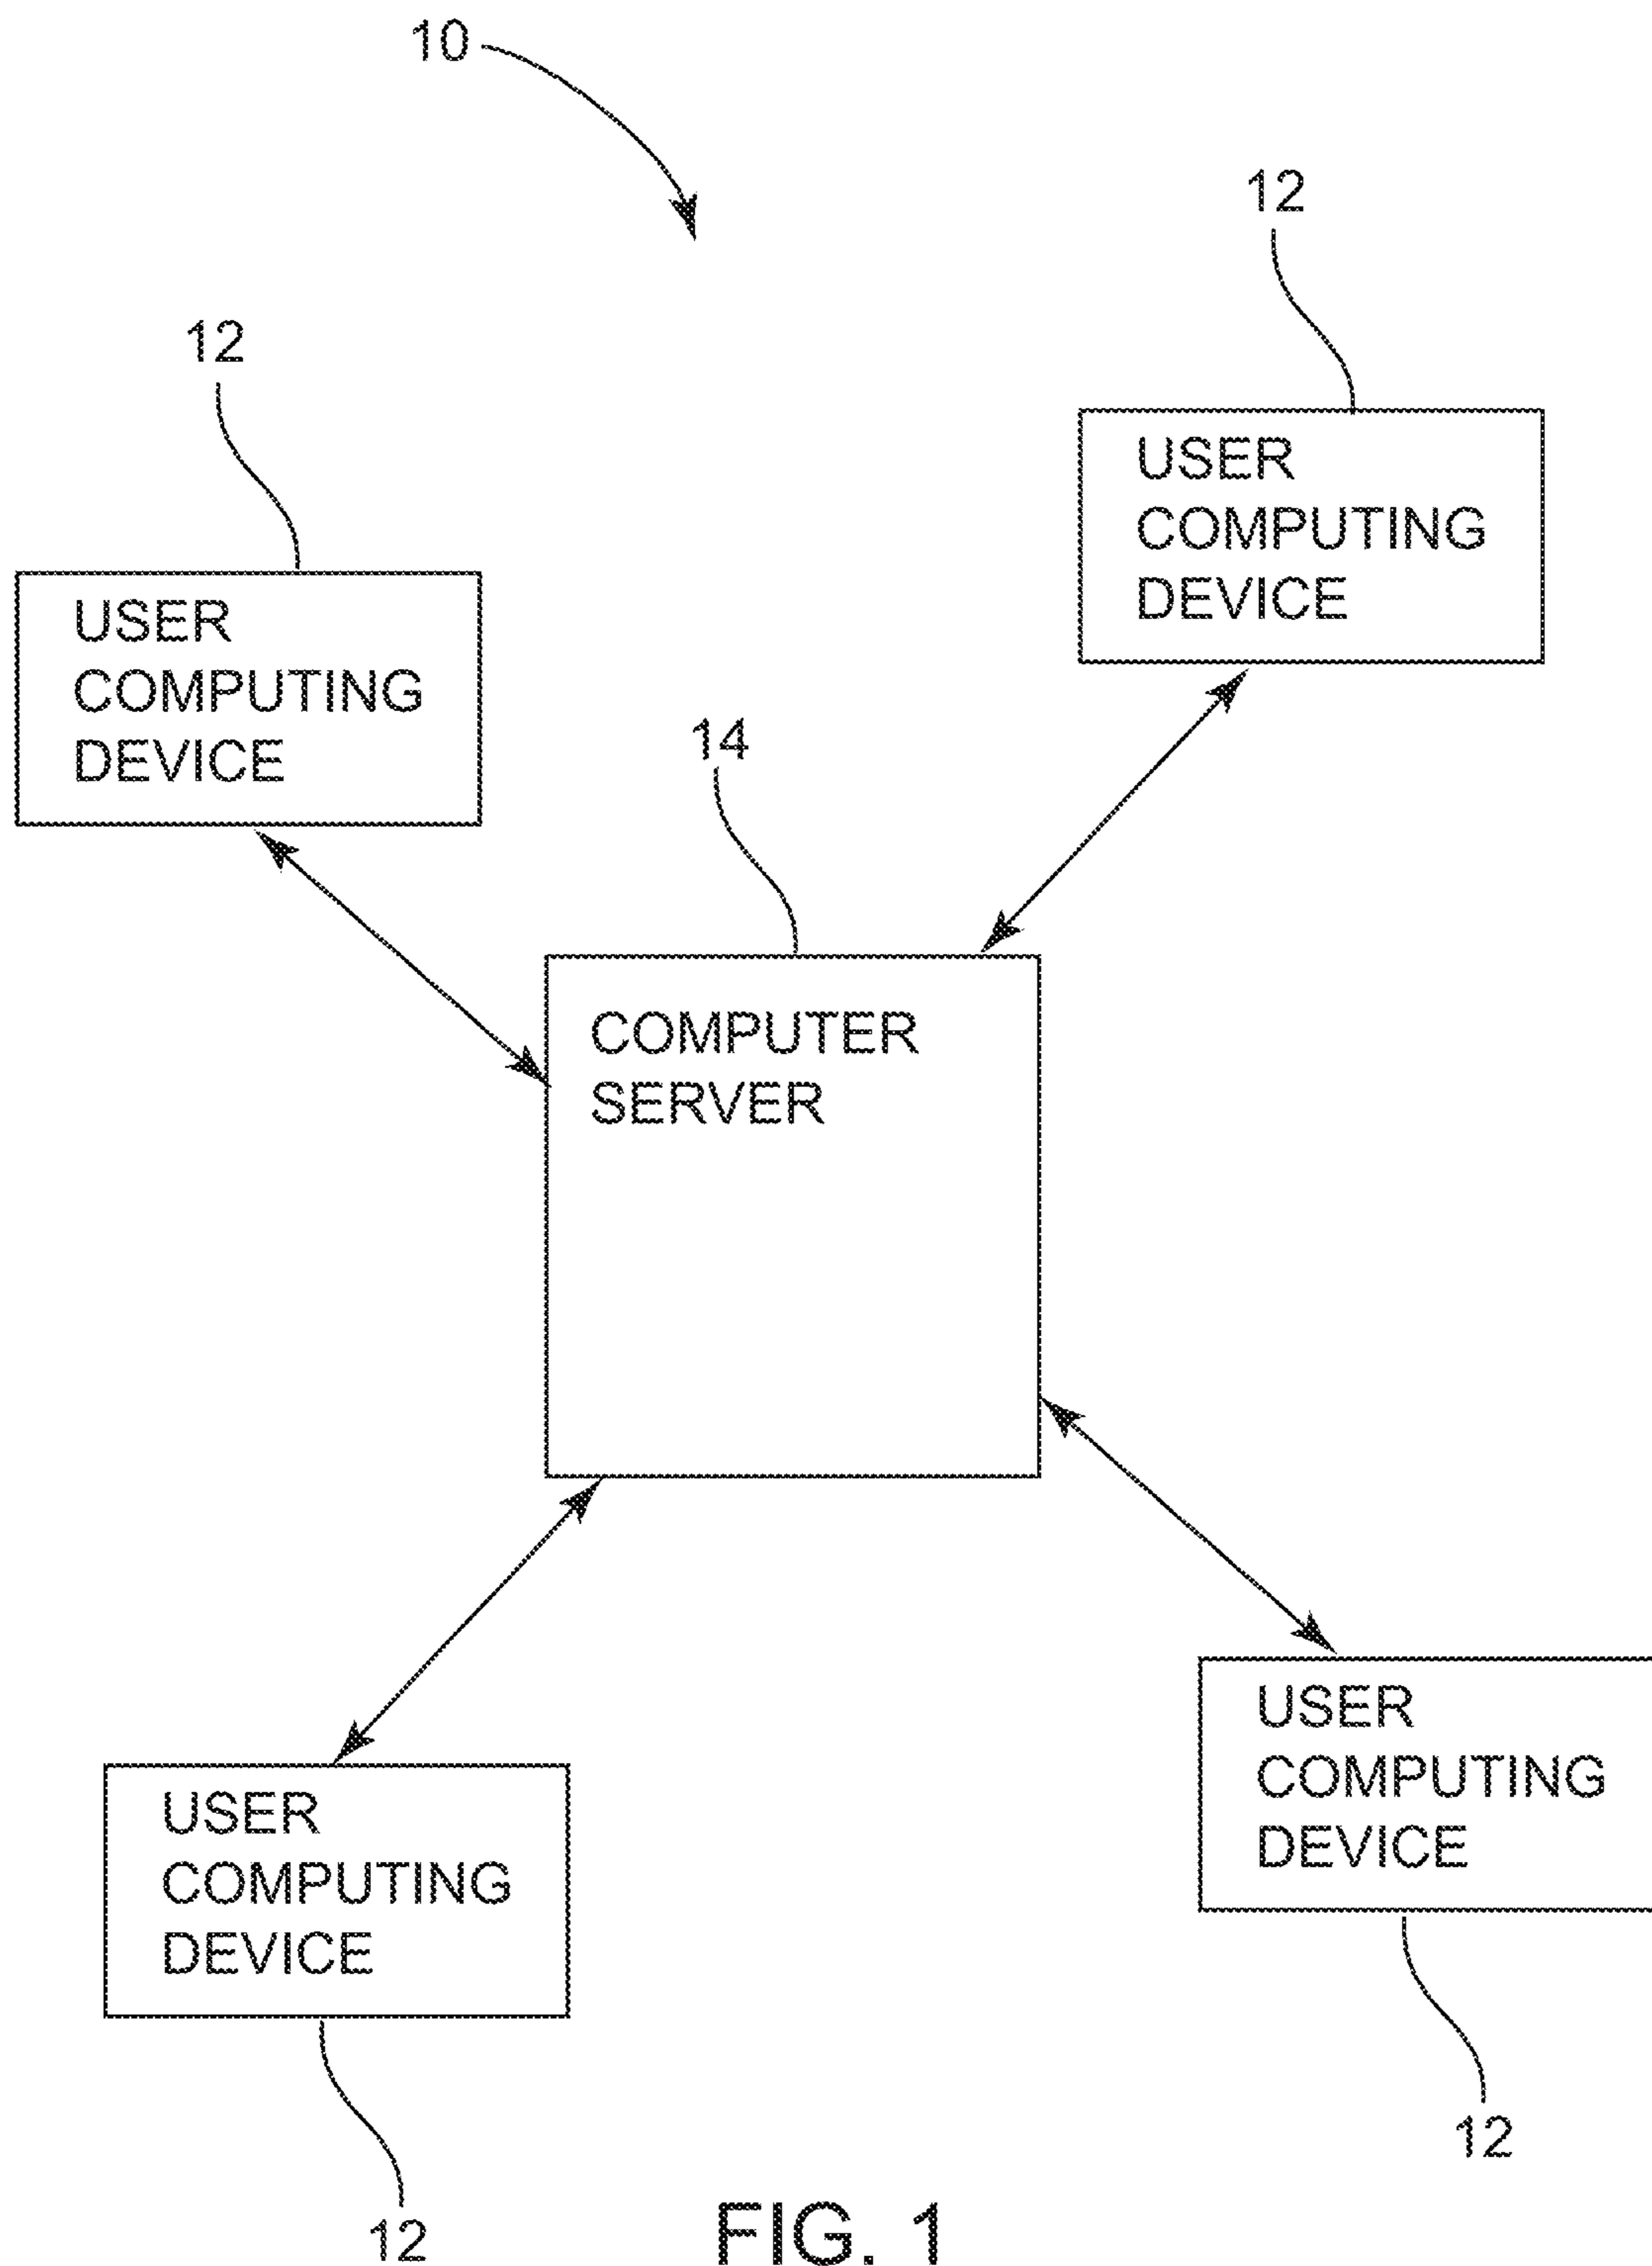 10
12
12
USER
COMPUTING
DEVICE
USER
COMPUTING
DEVICE
14
COMPUTER
SERVER
USER
COMPUTING
DEVICE
USER
COMPUTING
DEVICE
12
12
FIG. 1